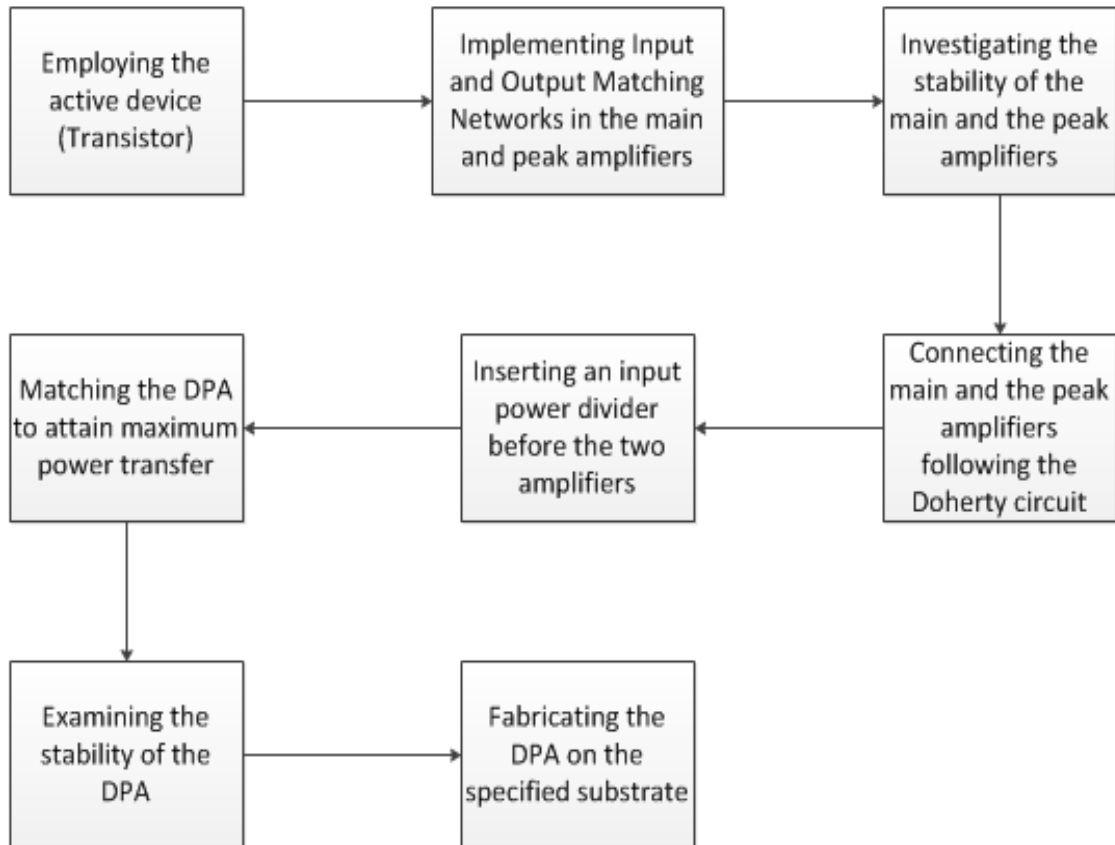 Employing the
active device
(Transistor)
Implementing Input
and Output Matching
Networks in the main
and peak amplifiers
Investigating the
stability of the
main and the peak
amplifiers
Connecting the
main and the peak
amplifiers
following the
Doherty circuit
Inserting an input
power divider
before the two
amplifiers
Matching the DPA
to attain maximum
power transfer
Examining the
stability of the
DPA
Fabricating the
DPA on the
specified substrate